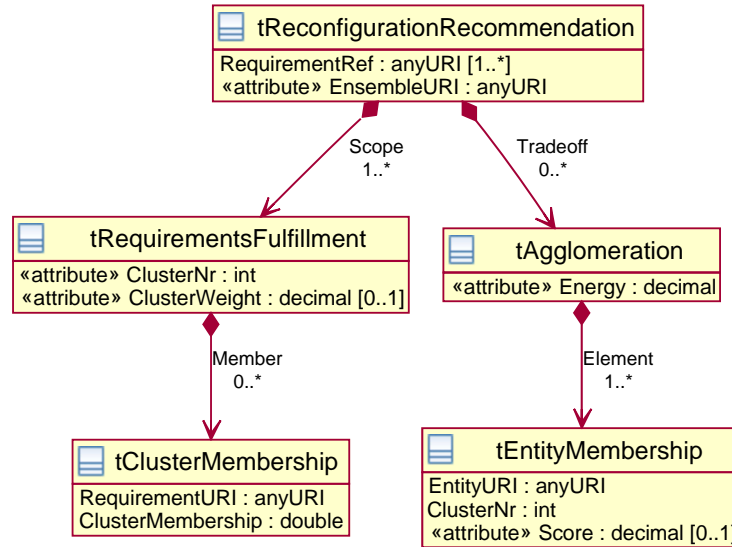 tReconfigurationRecommendation
RequirementRef : anyURI [1..*]
«attribute» EnsembleURI : anyURI
Scope
1..*
Tradeoff
0..*
tRequirementsFulfillment
«attribute» ClusterNr : int
«attribute» ClusterWeight : decimal [0..1]
tAgglomeration
«attribute» Energy : decimal
Member
0..*
Element
1..*
tClusterMembership
RequirementURI : anyURI
ClusterMembership : double
tEntityMembership
EntityURI : anyURI
ClusterNr : int
«attribute» Score : decimal [0..1]